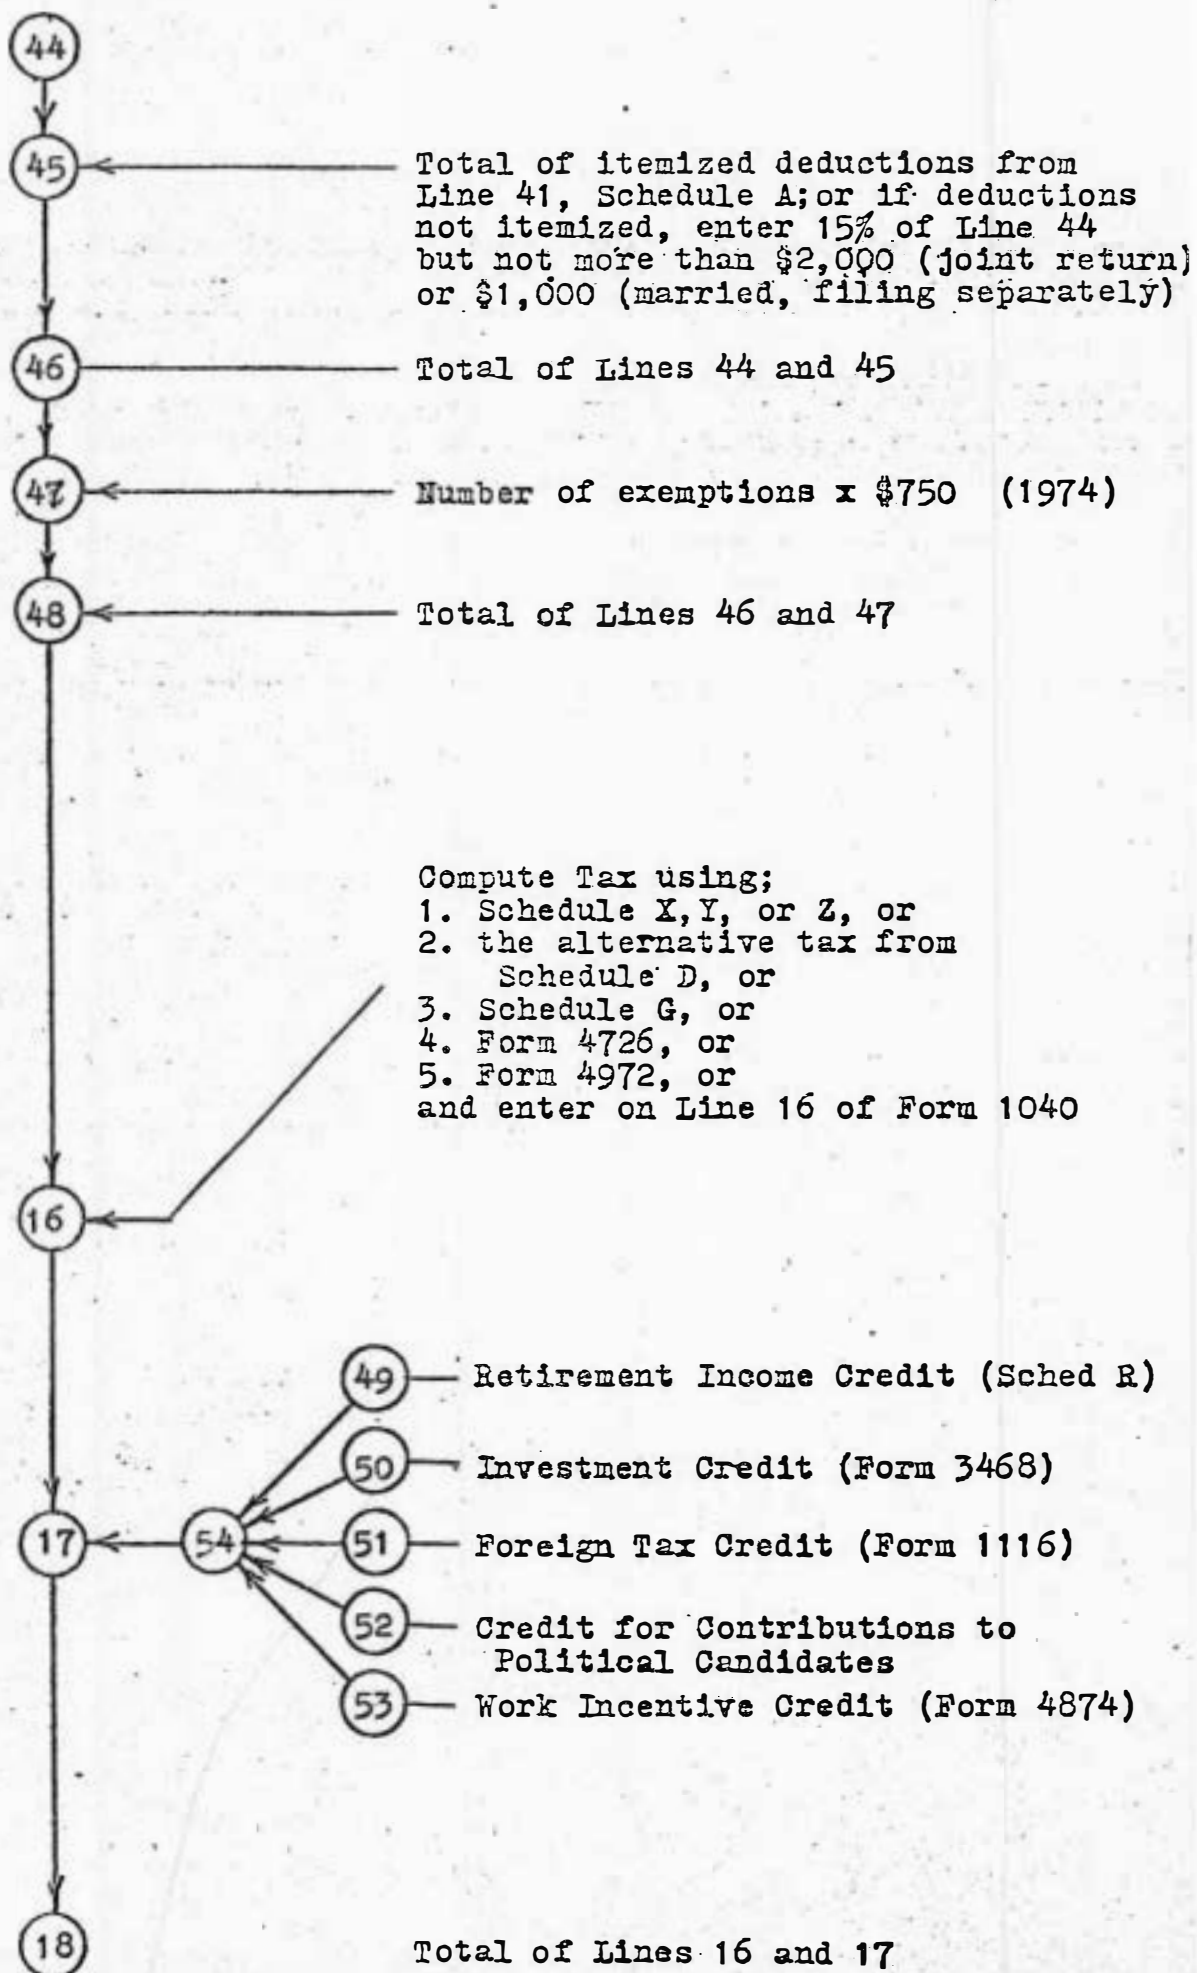 44
45
Total of itemized deductions from
Line 41, Schedule A; or if deductions
not itemized, enter 15% of Line 44
but not more than $2,000 (joint return)
or $1,000 (married, filing separately)
46
Total of Lines 44 and 45
47
Number of exemptions x $750 (1974)
48
Total of Lines 46 and 47
Compute Tax using;
1. Schedule X, Y, or Z, or
2. the alternative tax from
Schedule D, or
3. Schedule G, or
4. Form 4726, or
5. Form 4972, or
and enter on Line 16 of Form 1040
16
49 Retirement Income Credit (Sched R)
50 Investment Credit (Form 3468)
17 54 51 Foreign Tax Credit (Form 1116)
52 Credit for Contributions to
Political Candidates
53 Work Incentive Credit (Form 4874)
18 Total of Lines 16 and 17